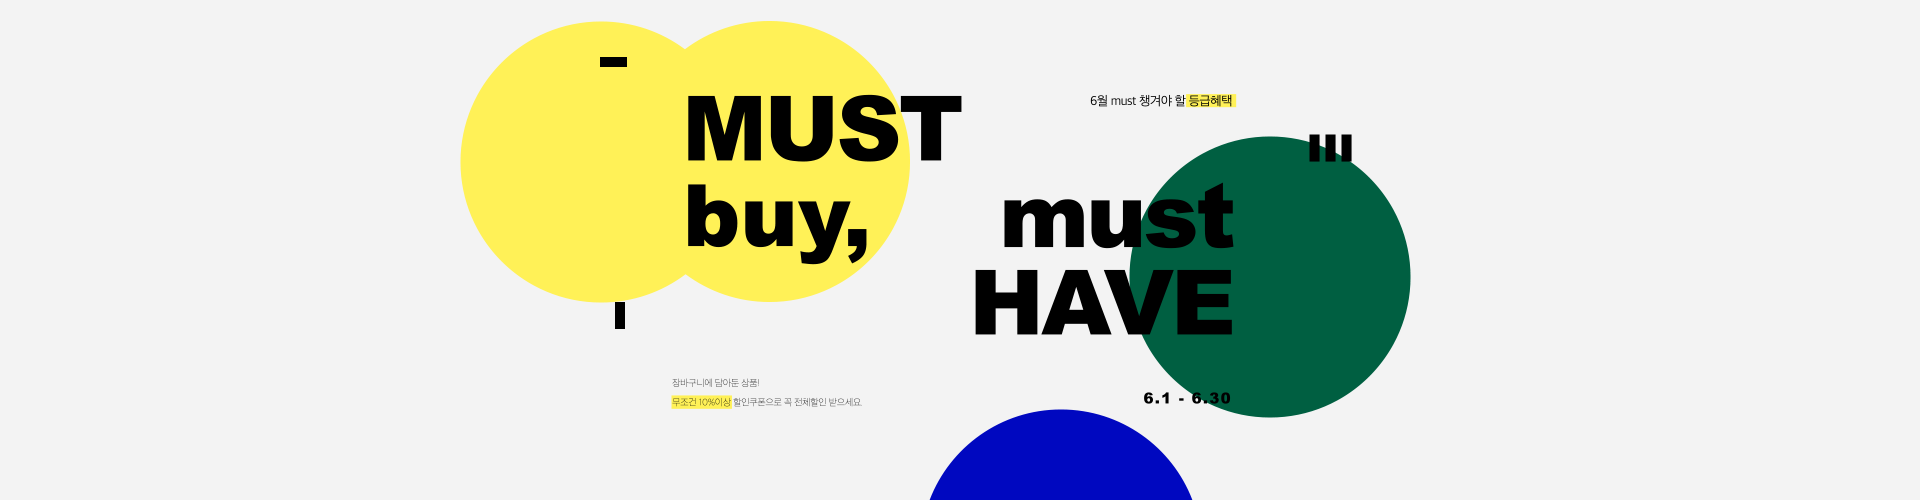 MUST
buy,
6월 must 챙겨야 할 등급혜택
must
HAVE
장바구니에 담아둔 상품!
무조건 10%이상 할인쿠폰으로 꼭 전체할인 받으세요.
6.1 - 6.30